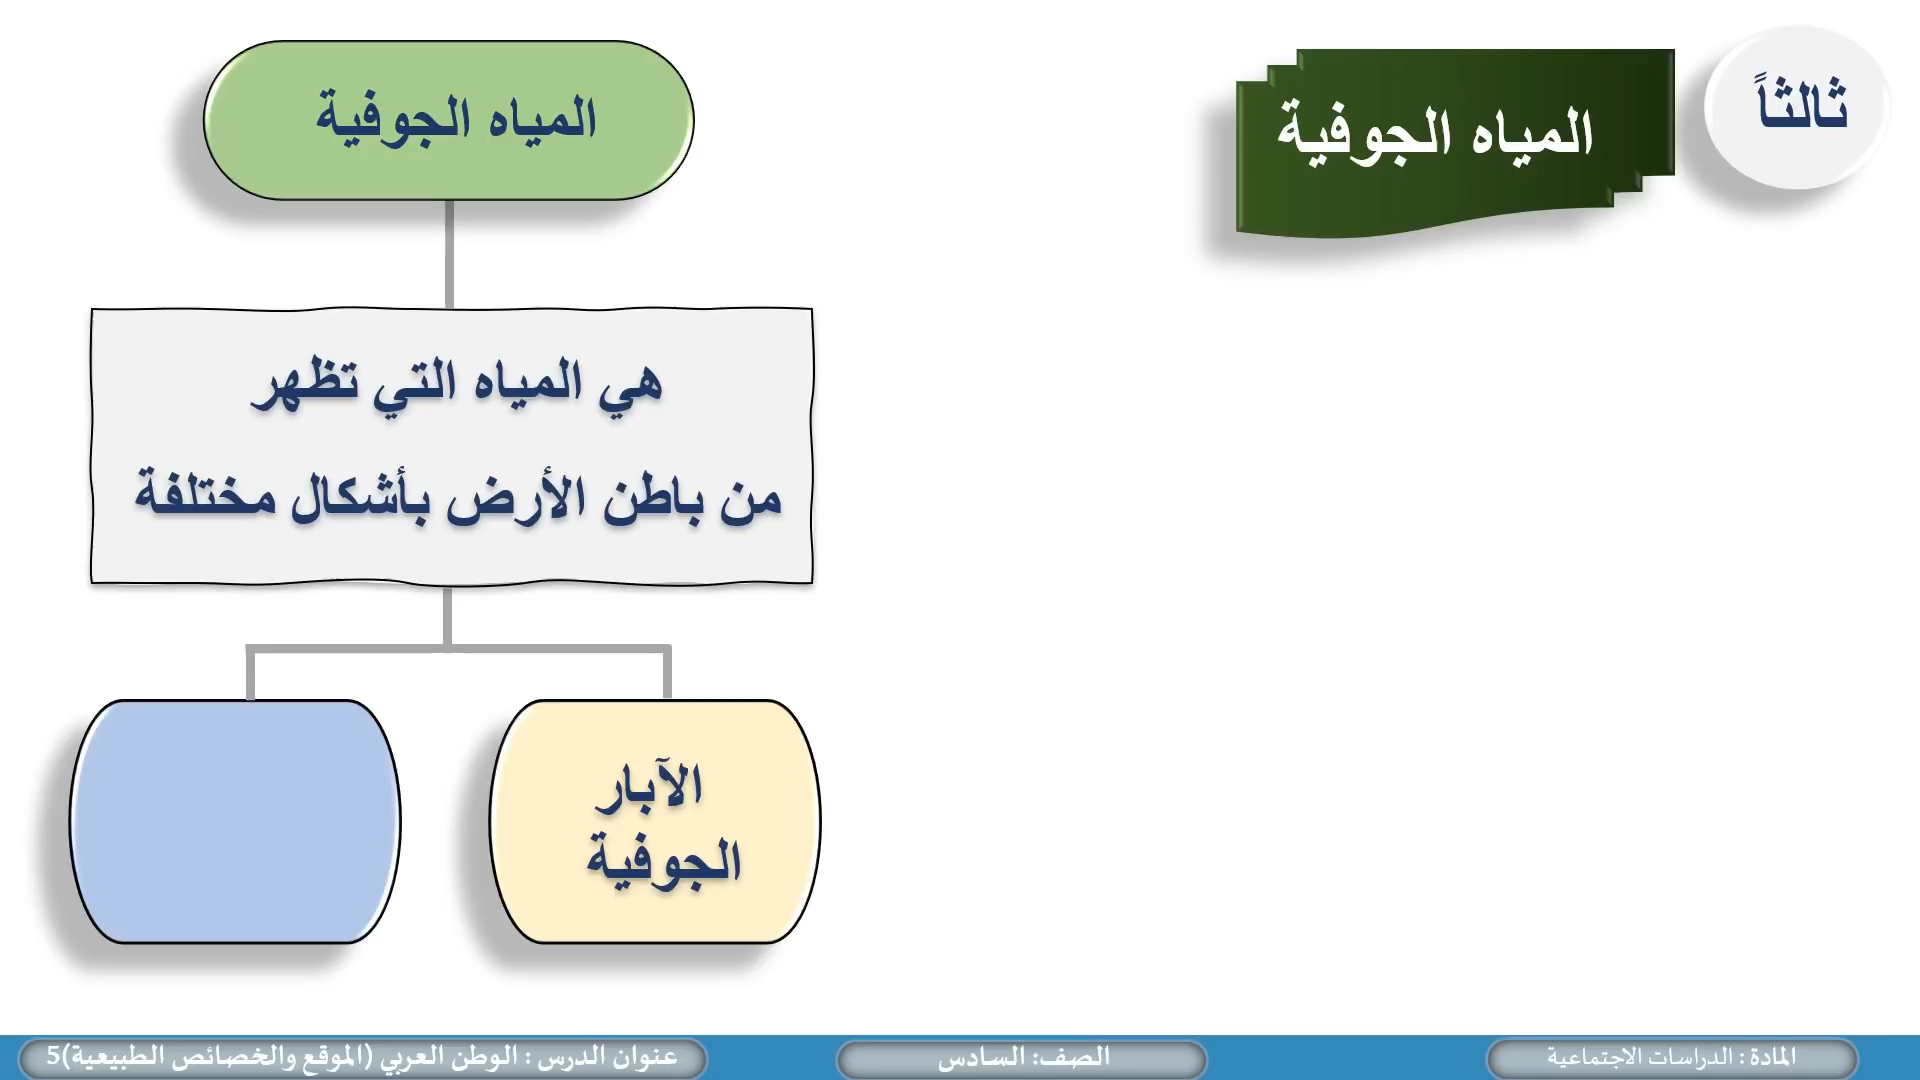 ثالثاً
المياه الجوفية
المياه الجوفية
هي المياه التي تظهر
من باطن الأرض بأشكال مختلفة
الآبار
الجوفية
المادة : الدراسات الاجتماعية
الصف: السادس
عنوان الدرس : الوطن العربي (الموقع والخصائص الطبيعية)5